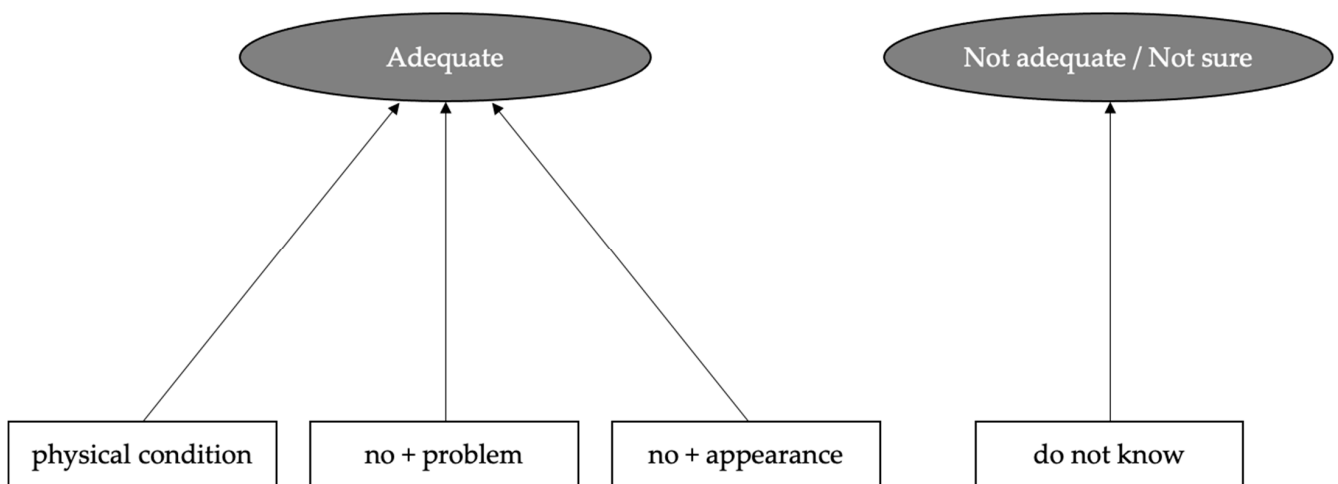 Adequate
Not adequate / Not sure
physical condition
no + problem
no + appearance
do not know